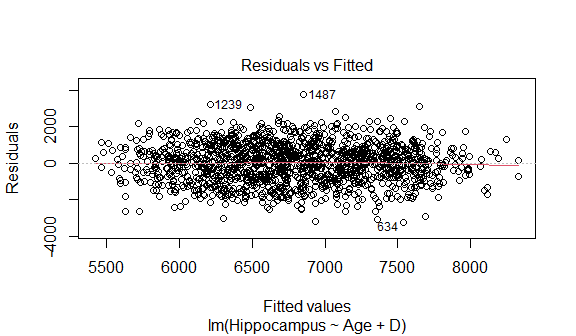 Residuals vs Fitted
Residuals
2000
0
-4000
1239
1487
634
5500 6000 6500 7000 7500 8000
Fitted values
lm(Hippocampus ~ Age + D)